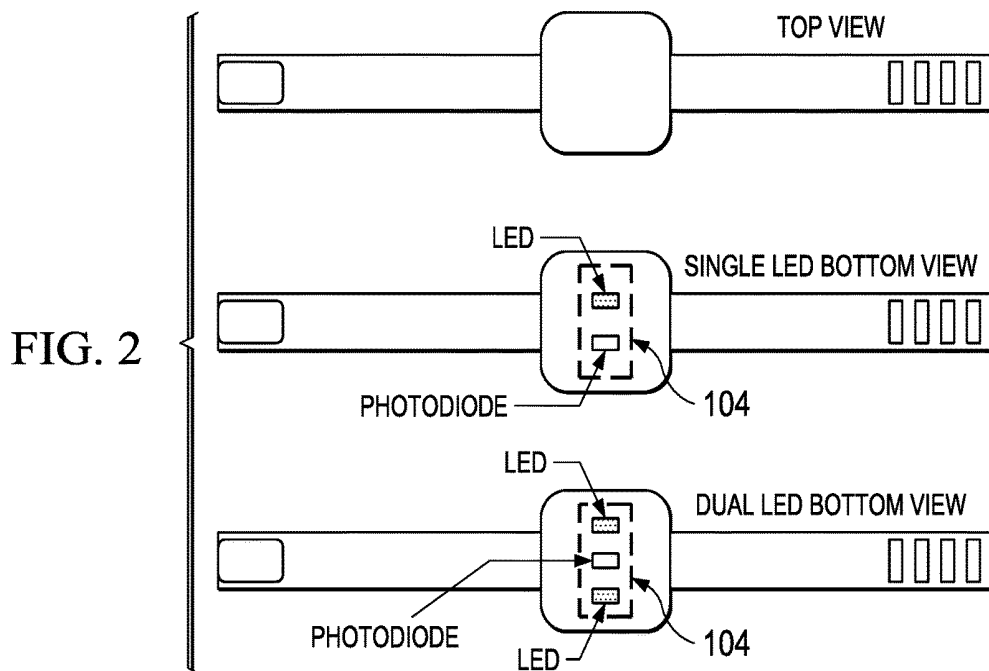 TOP VIEW
LED
SINGLE LED BOTTOM VIEW
FIG. 2
PHOTODIODE
104
LED
DUAL LED BOTTOM VIEW
PHOTODIODE
LED
104